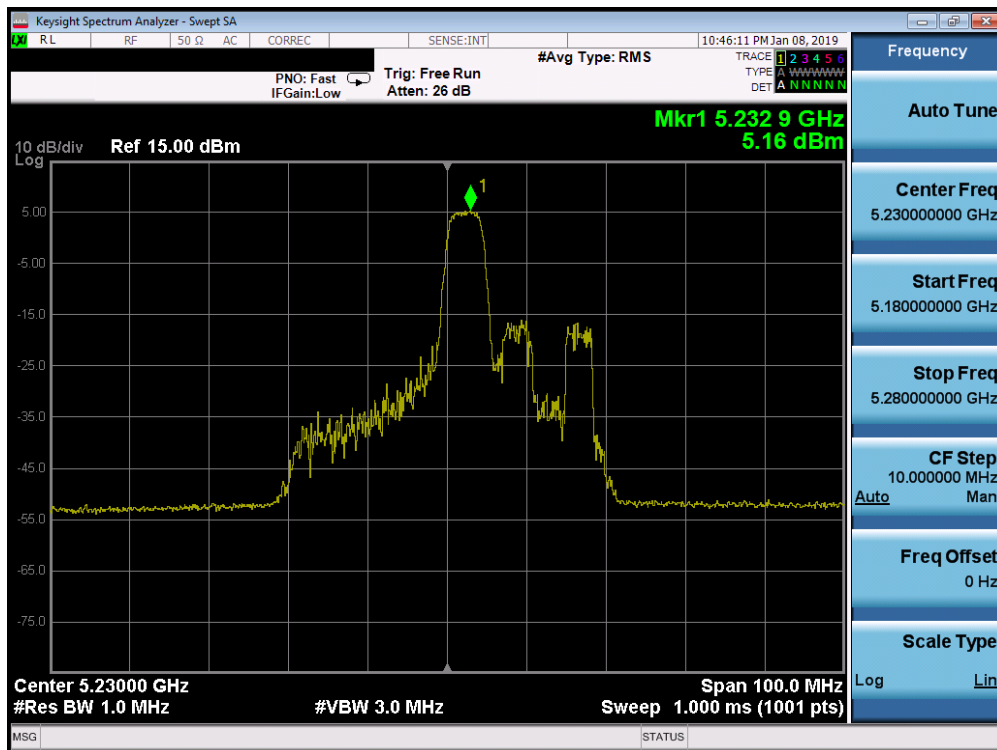 Keysight Spectrum Analyzer - Swept SA
LXI RL RF 50 Ω AC CORREC SENSE:INT 10:46:11 PM Jan 08, 2019
#Avg Type: RMS
TRACE 1 2 3 4 5 6
TYPE A WWWWW
DET A N N N N N
PNO: Fast
IFGain:Low
Trig: Free Run
Atten: 26 dB
Mkr1 5.232 9 GHz
5.16 dBm
10 dB/div
Log
Ref 15.00 dBm
1
5.00
-5.00
-15.0
-25.0
-35.0
-45.0
-55.0
-65.0
-75.0
Center 5.23000 GHz
Span 100.0 MHz
#Res BW 1.0 MHz
#VBW 3.0 MHz
Sweep 1.000 ms (1001 pts)
MSG
STATUS
Frequency
Auto Tune
Center Freq
5.230000000 GHz
Start Freq
5.180000000 GHz
Stop Freq
5.280000000 GHz
CF Step
10.000000 MHz
Auto Man
Freq Offset
0 Hz
Scale Type
Log Lin